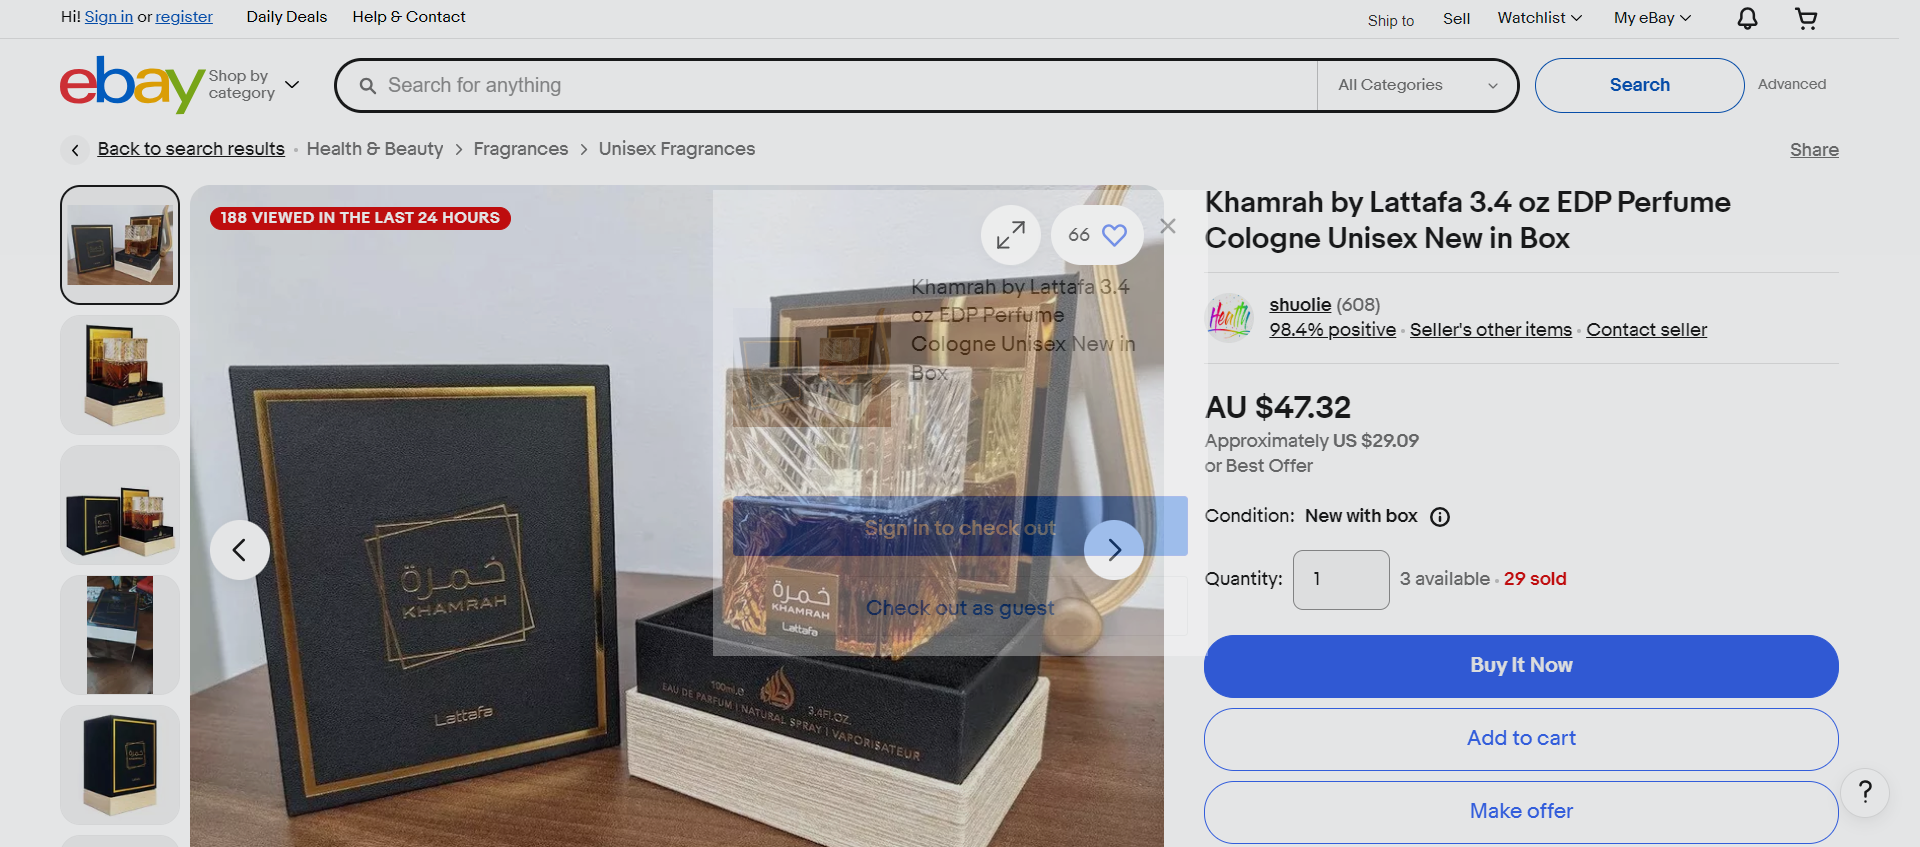 Hi! Sign in or register
Daily Deals
Help & Contact
Ship to
Sell
Watchlist
My eBay
ebay
Shop by
category
Search for anything
All Categories
Search
Advanced
Back to search results
Health & Beauty
Fragrances
Unisex Fragrances
Share
188 VIEWED IN THE LAST 24 HOURS
66
Khamrah by Lattafa 3.4
oz EDP Perfume
Cologne Unisex New in
Box
Sign in to check out
Check out as guest
خمرة
KHAMRAH
Lattafa
خمرة
KHAMRAH
Lattafa
100ml.e
3.4Fl.OZ.
EAU DE PARFUM | NATURAL SPRAY | VAPORISATEUR
Khamrah by Lattafa 3.4 oz EDP Perfume
Cologne Unisex New in Box
Health
shuolie (608)
98.4% positive · Seller's other items · Contact seller
AU $47.32
Approximately US $29.09
or Best Offer
Condition: New with box
Quantity: 1 3 available · 29 sold
Buy It Now
Add to cart
Make offer
?